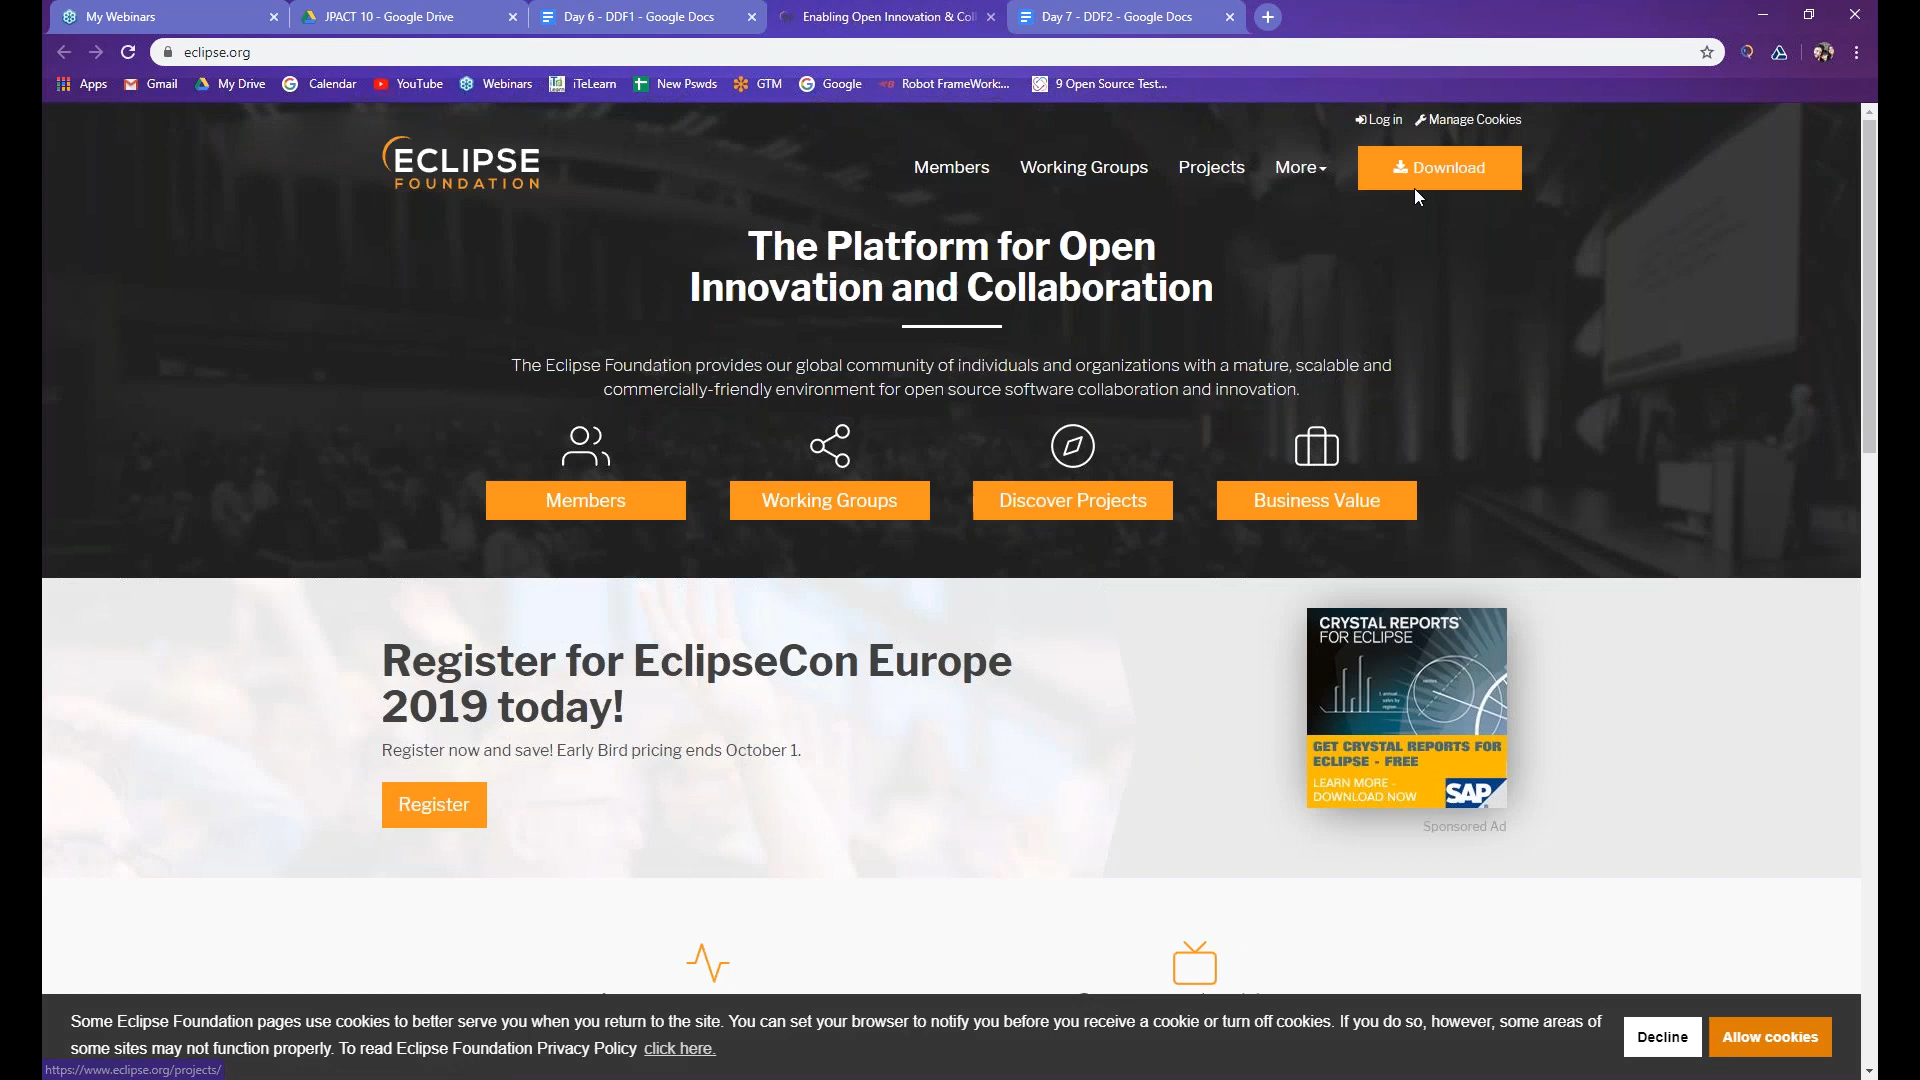 My Webinars
JPACT 10 - Google Drive
Day 6 - DDF1 - Google Docs
Enabling Open Innovation & Col
Day 7 - DDF2 - Google Docs
eclipse.org
Apps
Gmail
My Drive
Calendar
YouTube
Webinars
iTeLearn
New Pswds
GTM
Google
Robot FrameWork:...
9 Open Source Test...
Log in
Manage Cookies
ECLIPSE
FOUNDATION
Members
Working Groups
Projects
More
Download
The Platform for Open
Innovation and Collaboration
The Eclipse Foundation provides our global community of individuals and organizations with a mature, scalable and
commercially-friendly environment for open source software collaboration and innovation.
Members
Working Groups
Discover Projects
Business Value
Register for EclipseCon Europe
2019 today!
Register now and save! Early Bird pricing ends October 1.
Register
CRYSTAL REPORTS
FOR ECLIPSE
GET CRYSTAL REPORTS FOR
ECLIPSE - FREE
LEARN MORE -
DOWNLOAD NOW
SAP
Sponsored Ad
Some Eclipse Foundation pages use cookies to better serve you when you return to the site. You can set your browser to notify you before you receive a cookie or turn off cookies. If you do so, however, some areas of
some sites may not function properly. To read Eclipse Foundation Privacy Policy click here.
Decline
Allow cookies
https://www.eclipse.org/projects/